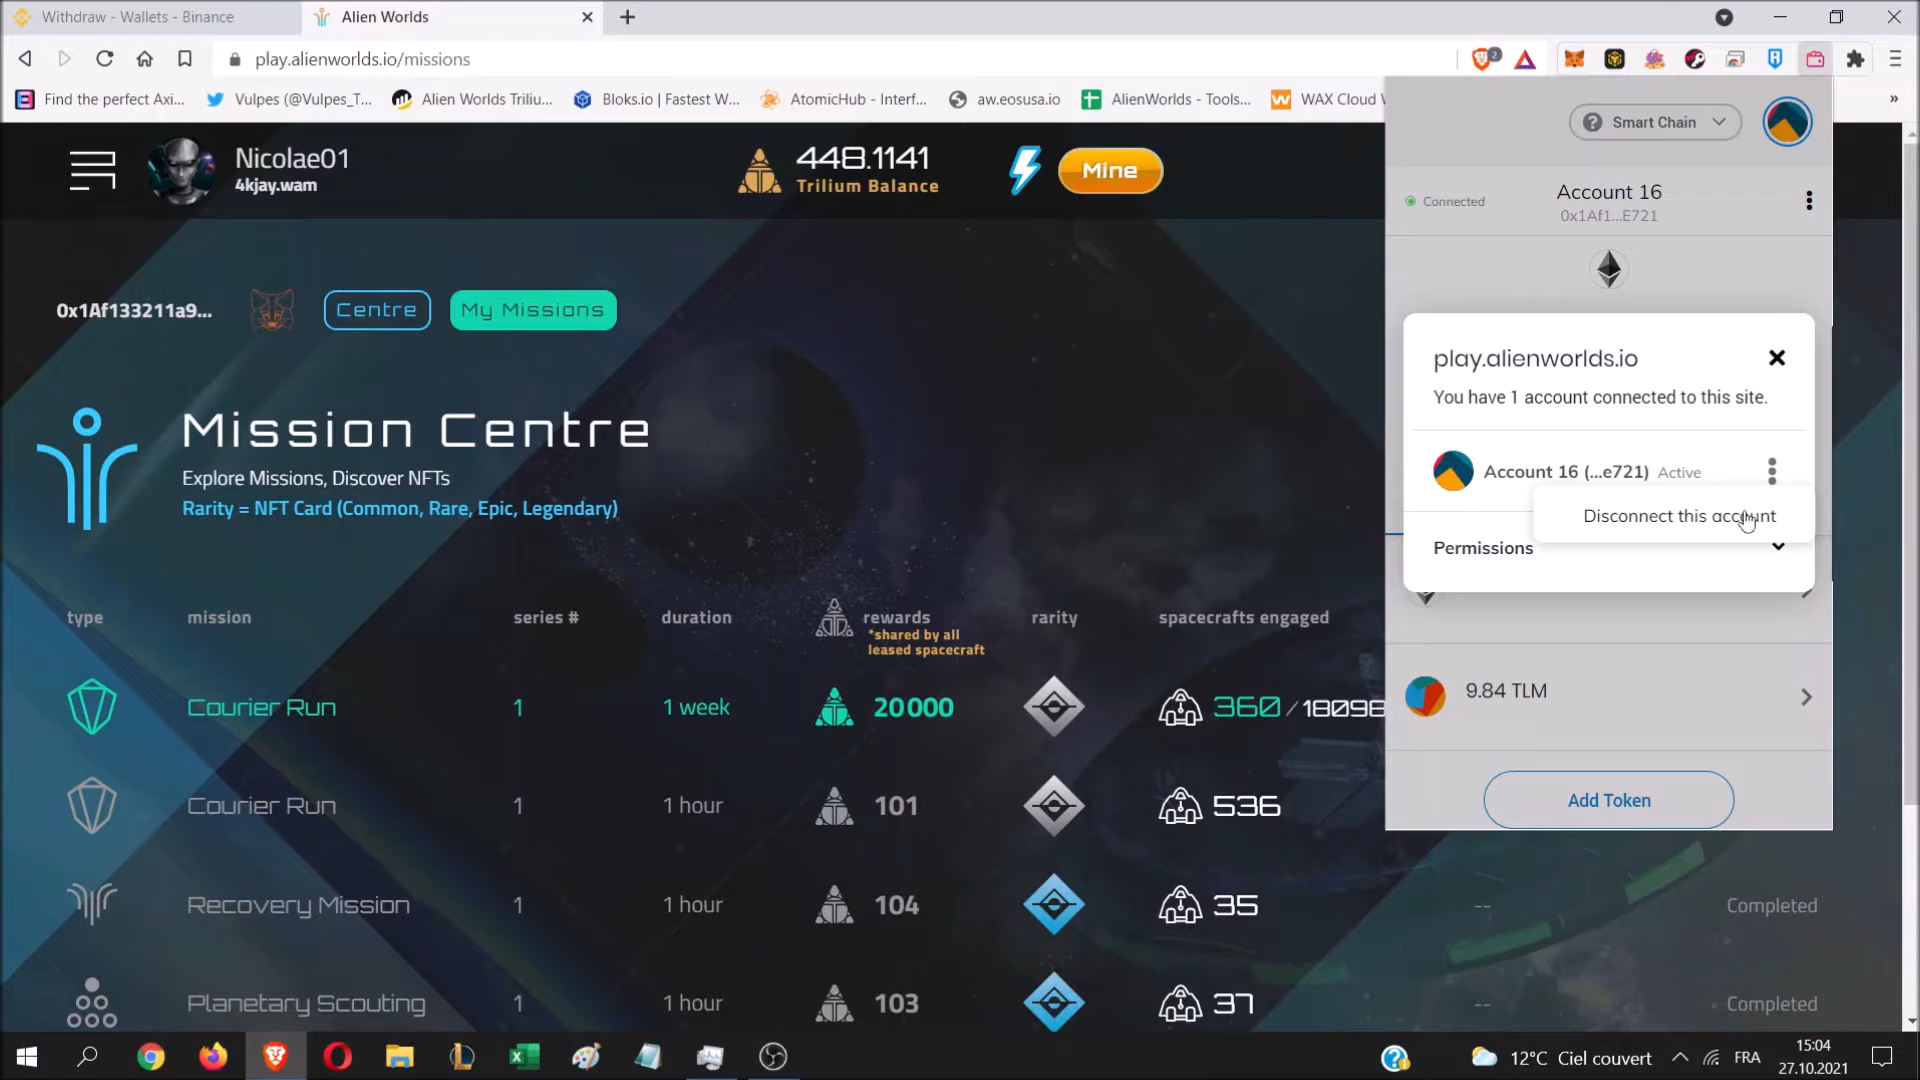 Withdraw - Wallets - Binance
Alien Worlds
play.alienworlds.io/missions
2
Find the perfect Axi...
Vulpes (@Vulpes_T...
Alien Worlds Triliu...
Bloks.io | Fastest W...
AtomicHub - Interf...
aw.eosusa.io
AlienWorlds - Tools...
WAX Cloud W
»
Smart Chain
Nicolae01
4kjay.wam
448.1141
Trilium Balance
Mine
Connected
Account 16
0x1Af1...E721
0x1Af133211a9...
Centre
My Missions
play.alienworlds.io
You have 1 account connected to this site.
Account 16 (...e721) Active
Disconnect this account
Permissions
Mission Centre
Explore Missions, Discover NFTs
Rarity = NFT Card (Common, Rare, Epic, Legendary)
type mission series # duration rewards rarity spacecrafts engaged
*shared by all
leased spacecraft
Courier Run 1 1 week 20000 360 / 18098
9.84 TLM
Courier Run 1 1 hour 101 536
Add Token
Recovery Mission 1 1 hour 104 35 -- Completed
Planetary Scouting 1 1 hour 103 37 -- Completed
12°C Ciel couvert
FRA
15:04
27.10.2021